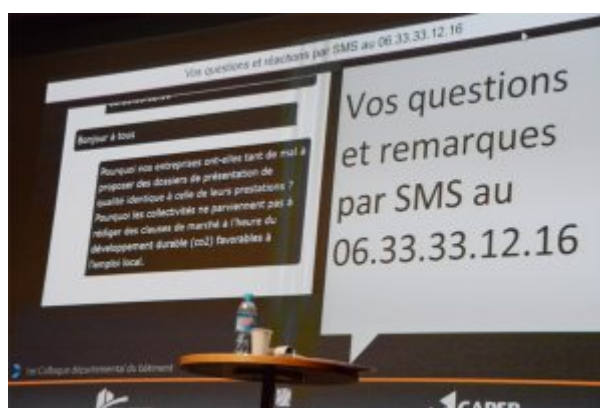 Vos questions et réactions par SMS au 06.33.33.12.16
Bonjour à tous
Pourquoi nos entreprises ont-elles tant de mal à
proposer des dossiers de présentation de
qualité identique à celle de leurs prestations ?
Pourquoi les collectivités ne parviennent pas à
rédiger des clauses de marché à l'heure du
développement durable (co2) favorables à
l'emploi local.
Vos questions
et remarques
par SMS au
06.33.33.12.16
1er Colloque départemental du bâtiment
CAPEB